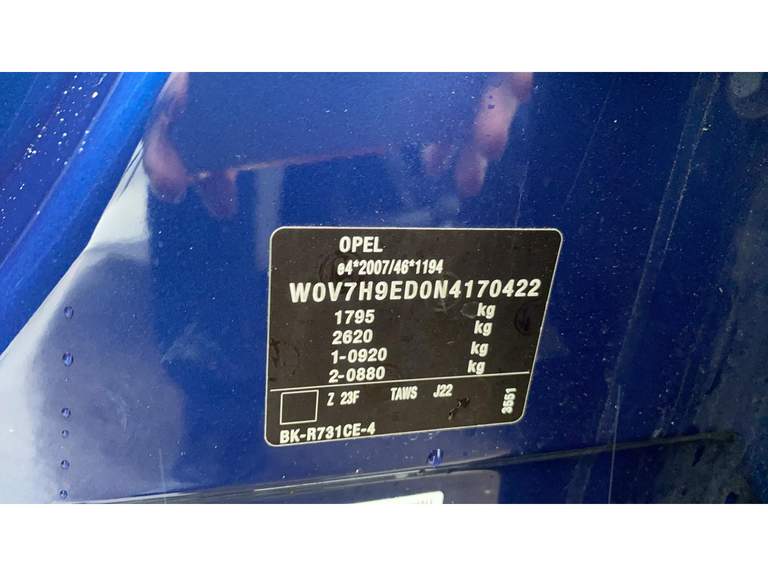 OPEL
e4*2007/46*1194
W0V7H9ED0N4170422
1795 kg
2620 kg
1-0920 kg
2-0880 kg
Z 23F TAWS J22
3551
BK-R731CE-4